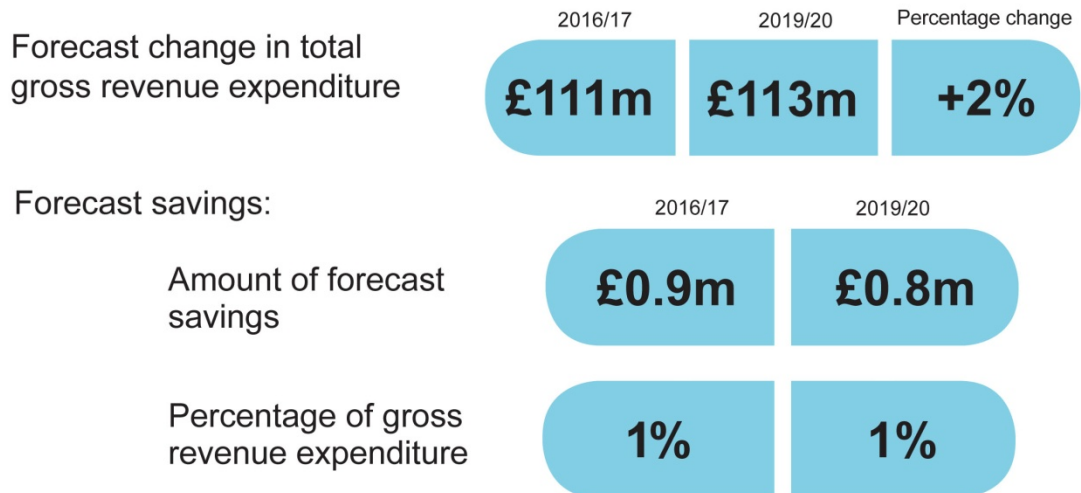 2016/17 2019/20 Percentage change
Forecast change in total
gross revenue expenditure
£111m £113m +2%
Forecast savings:
2016/17 2019/20
Amount of forecast
savings
£0.9m £0.8m
Percentage of gross
revenue expenditure
1% 1%